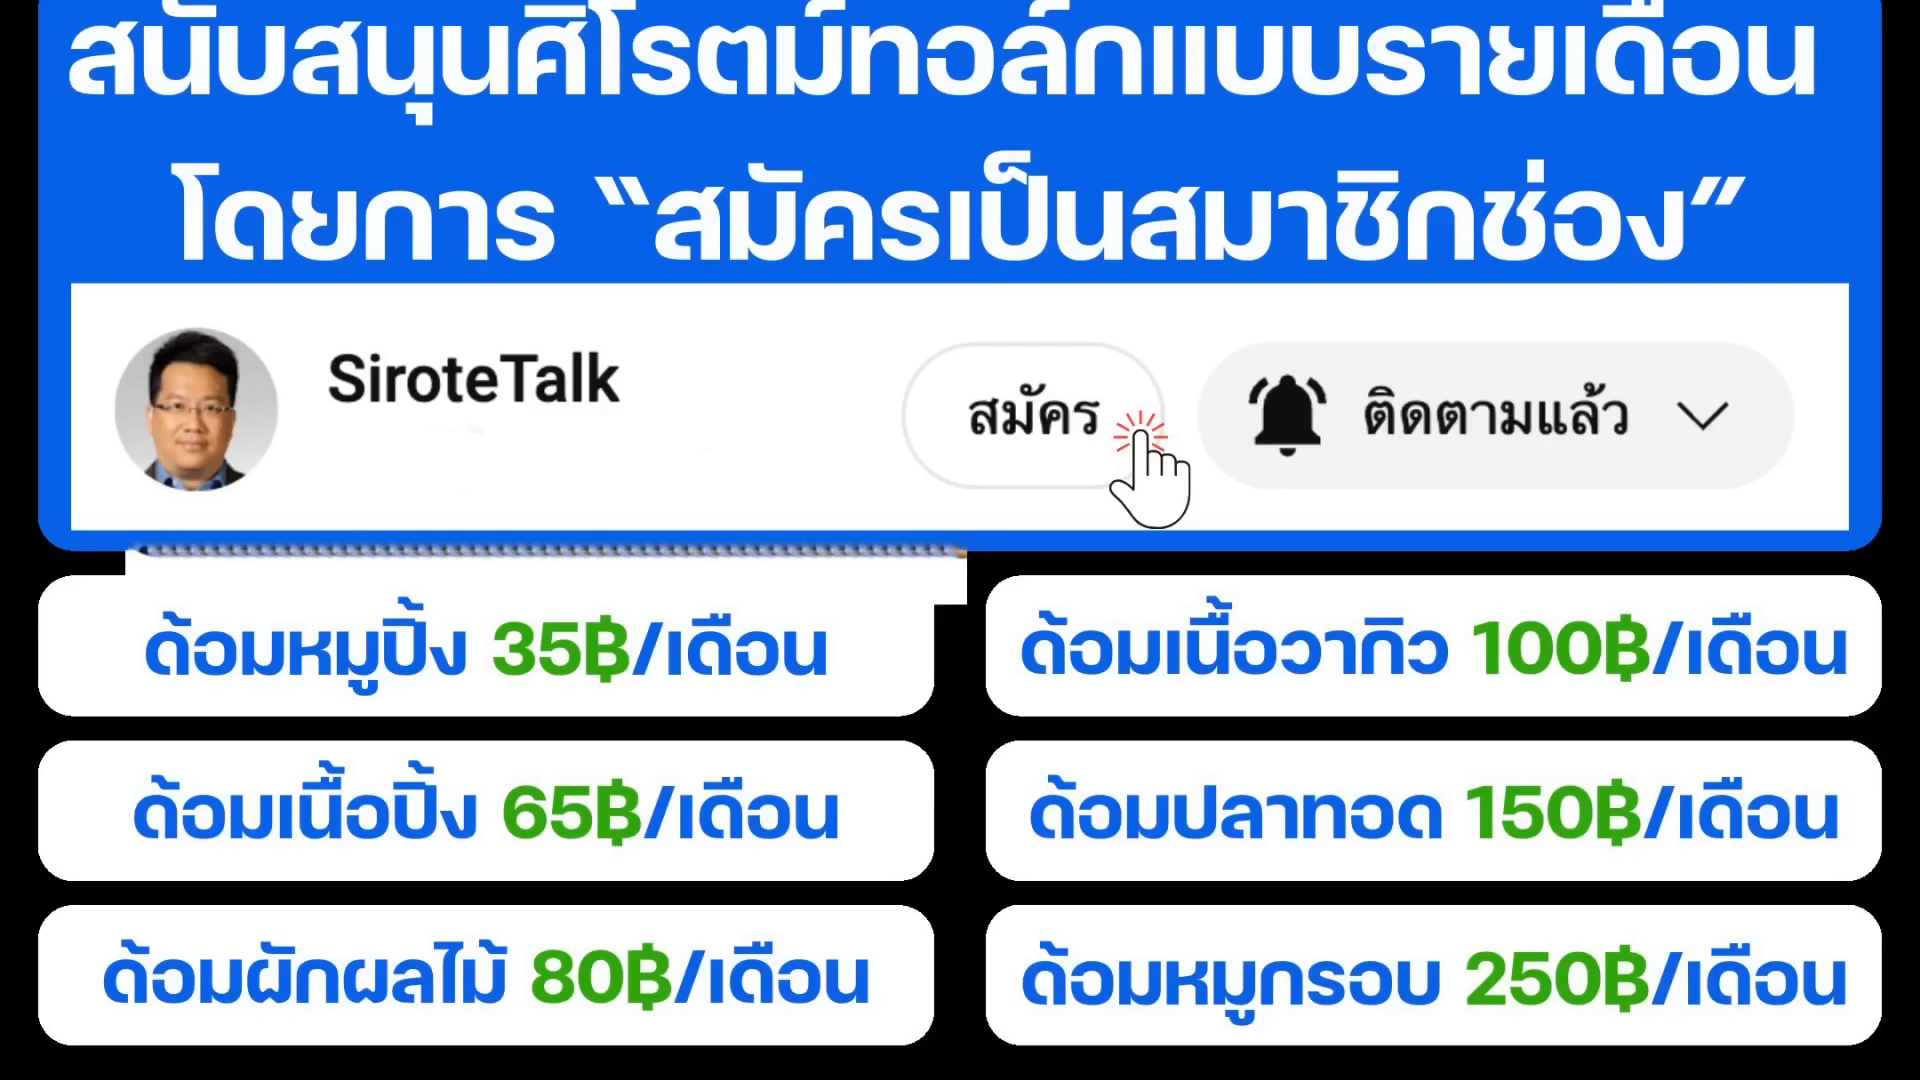 สนับสนุนศิโรตม์ทอล์กแบบรายเดือน
โดยการ “สมัครเป็นสมาชิกช่อง”
SiroteTalk
สมัคร
ติดตามแล้ว
ด้อมหมูปิ้ง 35฿/เดือน
ด้อมเนื้อวากิว 100฿/เดือน
ด้อมเนื้อปิ้ง 65฿/เดือน
ด้อมปลาทอด 150฿/เดือน
ด้อมผักผลไม้ 80฿/เดือน
ด้อมหมูกรอบ 250฿/เดือน